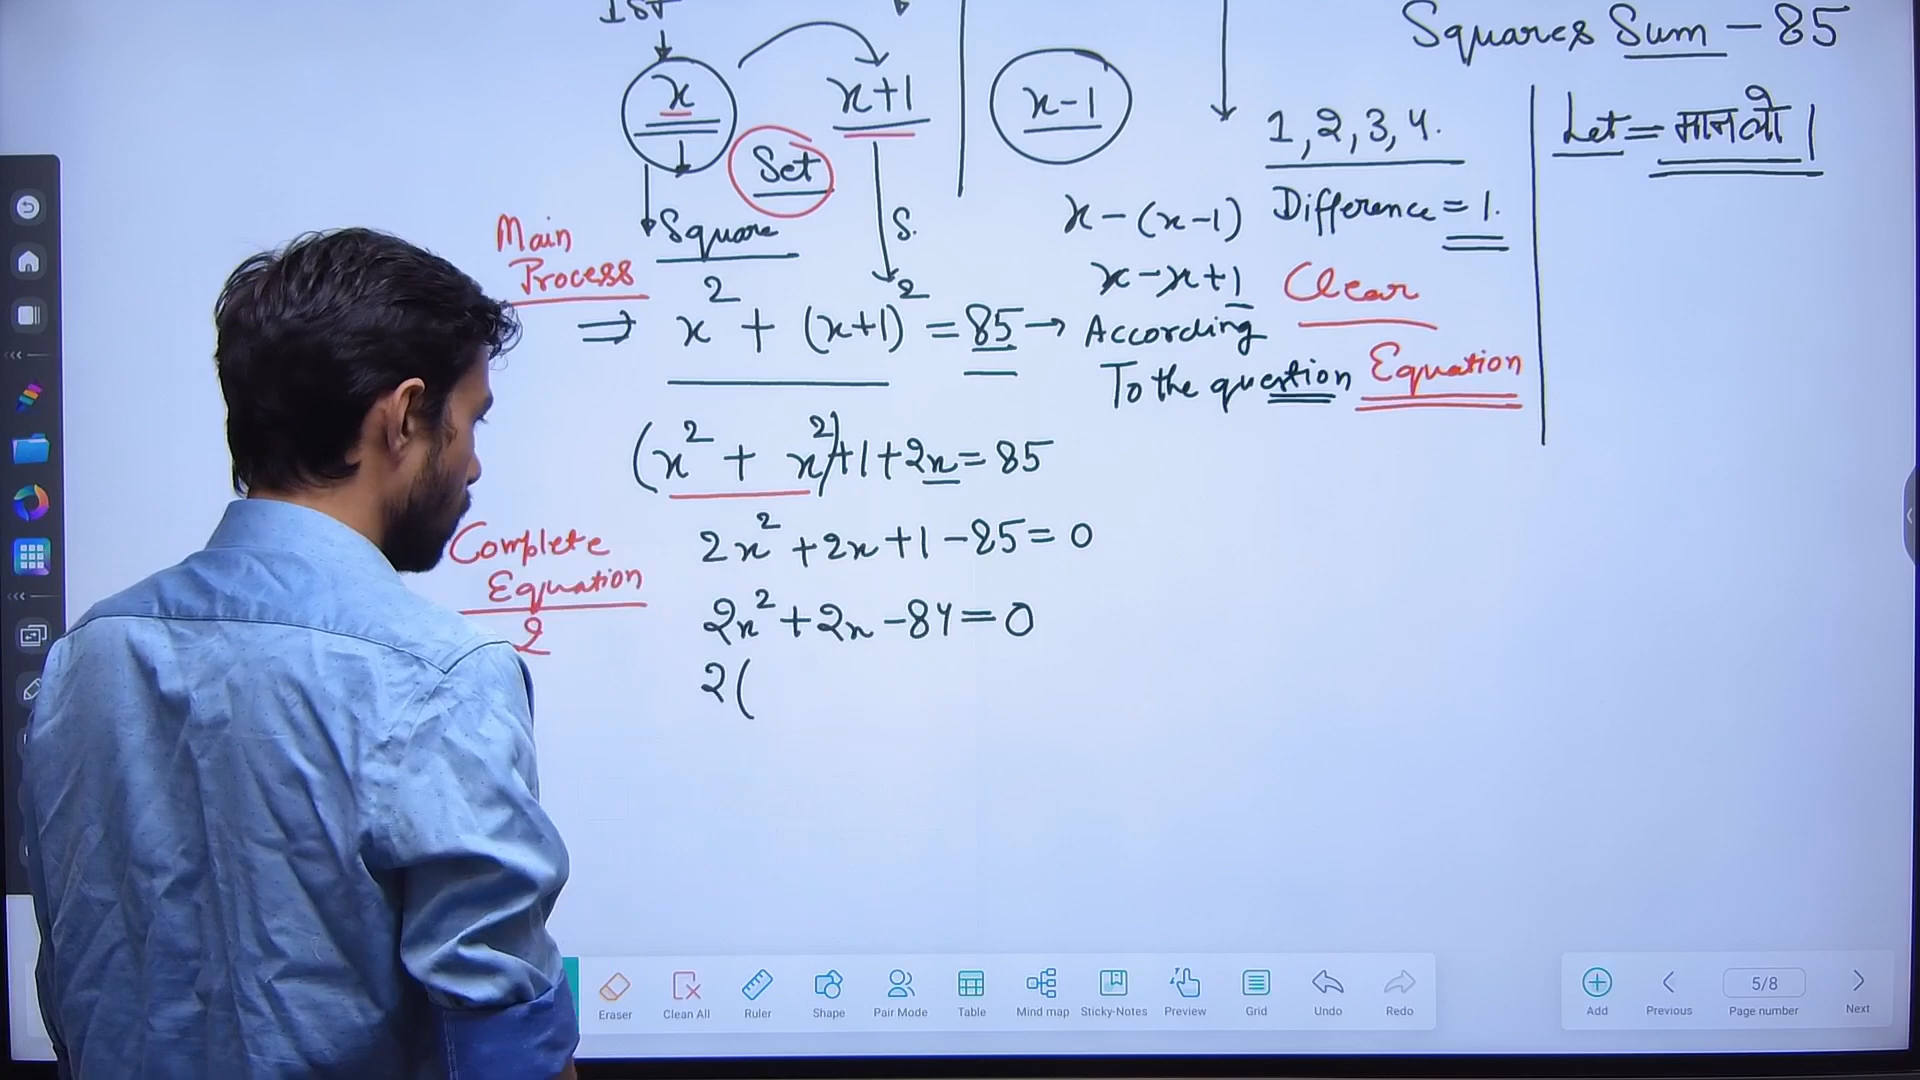 1st
Squares Sum - 85
x
x+1
x-1
1,2,3,4.
Let = मानलो |
Set
x-(x-1)
Difference = 1.
Main
Process
Square
S.
x-x+1
Clear
⇒ x² + (x+1)² = 85 → According
To the question Equation
(x² + x²)+1+2x=85
2x²+2x+1-85=0
Complete
Equation
2
2x²+2x-84=0
2(
Eraser
Clean All
Ruler
Shape
Pair Mode
Table
Mind map
Sticky-Notes
Preview
Grid
Undo
Redo
Add
Previous
5/8
Page number
Next